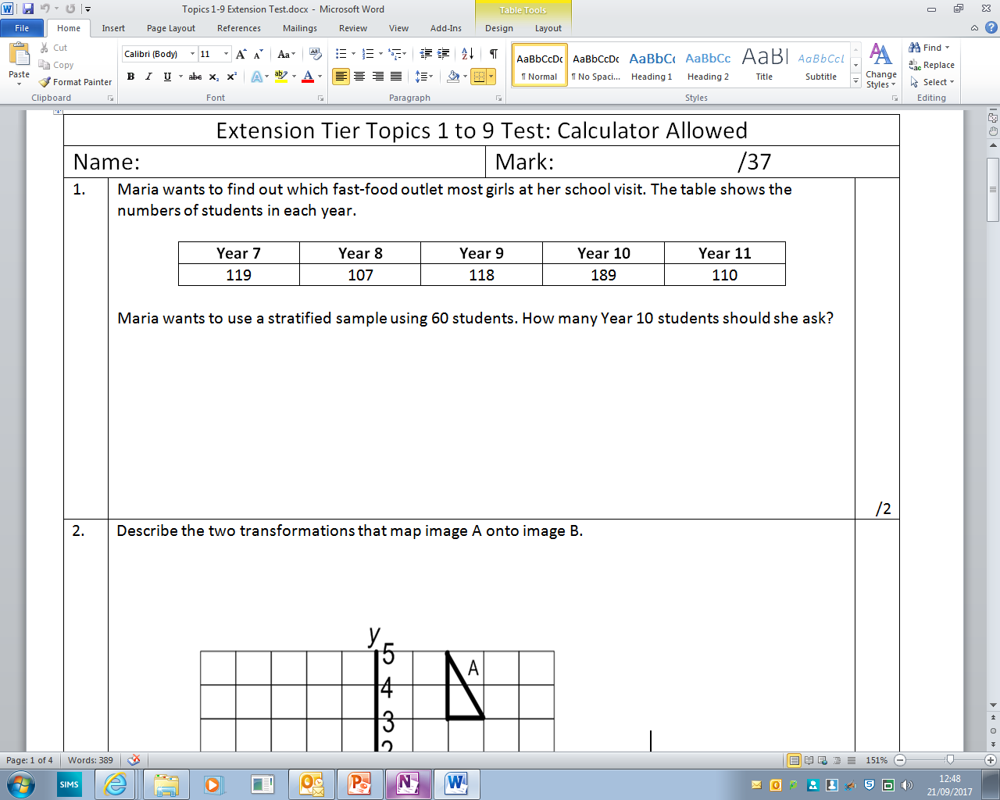 Topics 1-9 Extension Test.docx - Microsoft Word
Table Tools
File Home Insert Page Layout References Mailings Review View Add-Ins Design Layout
Paste
Cut
Copy
Format Painter
Clipboard
Calibri (Body) 11
Font
Paragraph
AaBbCcDc AaBbCcDc AaBbCc AaBbCc AaBl AaBbCcL
¶ Normal ¶ No Spaci... Heading 1 Heading 2 Title Subtitle
Change Styles
Styles
Find
Replace
Select
Editing
Extension Tier Topics 1 to 9 Test: Calculator Allowed
Name: Mark: /37
1. Maria wants to find out which fast-food outlet most girls at her school visit. The table shows the
numbers of students in each year.
Year 7 Year 8 Year 9 Year 10 Year 11
119 107 118 189 110
Maria wants to use a stratified sample using 60 students. How many Year 10 students should she ask?
/2
2. Describe the two transformations that map image A onto image B.
y
5
A
4
3
2
Page: 1 of 4 Words: 389 151%
SIMS
12:48
21/09/2017